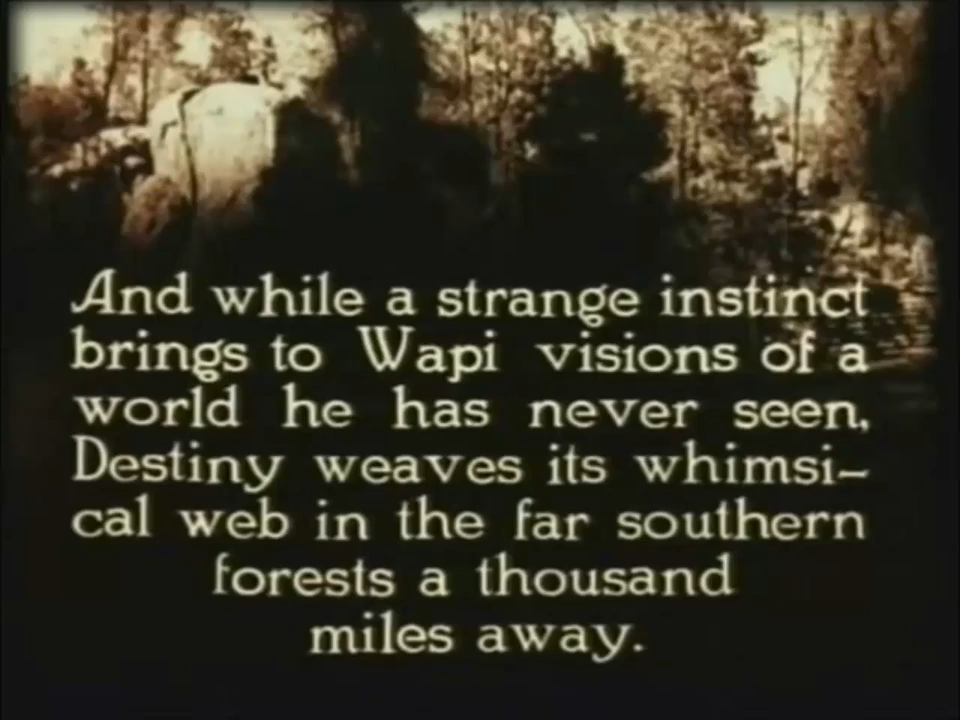 And while a strange instinct
brings to Wapi visions of a
world he has never seen,
Destiny weaves its whimsi-
cal web in the far southern
forests a thousand
miles away.